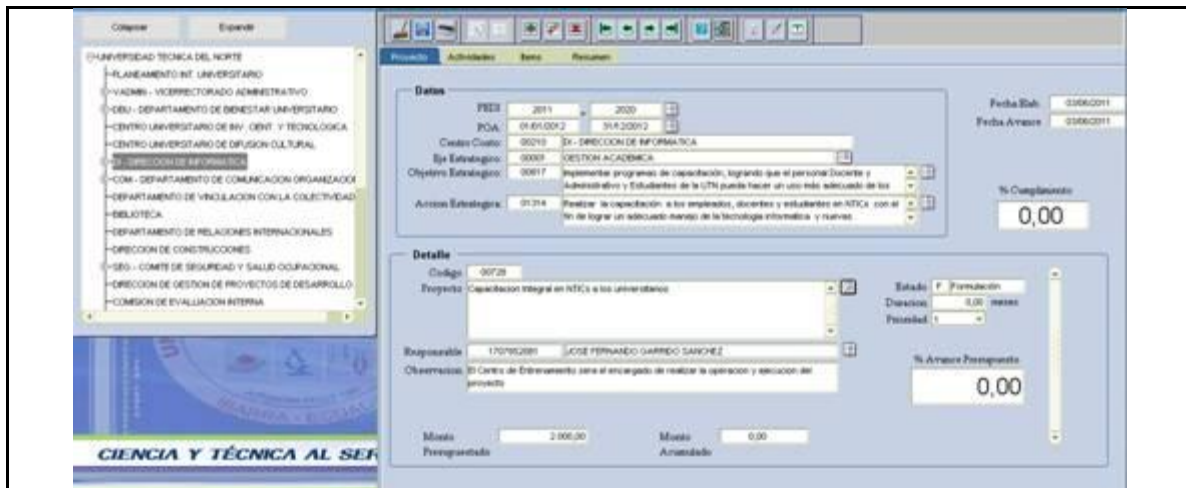 Colapsar Expandir
UNIVERSIDAD TECNICA DEL NORTE
PLANEAMIENTO INT. UNIVERSITARIO
VADMIN - VICERRECTORADO ADMINISTRATIVO
DBU - DEPARTAMENTO DE BIENESTAR UNIVERSITARIO
CENTRO UNIVERSITARIO DE INV. CIENT. Y TECNOLOGICA
CENTRO UNIVERSITARIO DE DIFUSION CULTURAL
DI - DIRECCION DE INFORMATICA
COM - DEPARTAMENTO DE COMUNICACION ORGANIZACIO
DEPARTAMENTO DE VINCULACION CON LA COLECTIVIDAD
BIBLIOTECA
DEPARTAMENTO DE RELACIONES INTERNACIONALES
DIRECCION DE CONSTRUCCIONES
SEG - COMITE DE SEGURIDAD Y SALUD OCUPACIONAL
DIRECCION DE GESTION DE PROYECTOS DE DESARROLLO
COMISION DE EVALUACION INTERNA
IBARRA - ECUA
CIENCIA Y TÉCNICA AL SER
Proyecto Actividades Items Resumen
Datos
PEDI 2011 2020
POA: 01/01/2012 31/12/2012
Centro Costo: 00210 DI - DIRECCION DE INFORMATICA
Eje Estrategico: 00001 GESTION ACADEMICA
Objetivo Estrategico: 00017 Implementar programas de capacitación, logrando que el personal Docente y
Administrativo y Estudiantes de la UTN pueda hacer un uso más adecuado de los
Accion Estrategica: 01314 Realizar la capacitación a los empleados, docentes y estudiantes en NTICs con el
fin de lograr un adecuado manejo de la tecnologia informatica y nuevas
Fecha Elab. 03/06/2011
Fecha Avance 03/06/2011
% Cumplimiento
0,00
Detalle
Codigo 00728
Proyecto Capacitacion Integral en NTICs a los universitarios
Estado F Formulación
Duracion 0,00 meses
Prioridad 1
Responsable JOSE FERNANDO GARRIDO SANCHEZ
Observacion El Centro de Entrenamiento sera el encargado de realizar la operacion y ejecucion del
proyecto
% Avance Presupuesto
0,00
Monto Presupuestado 2.000,00
Monto Acumulado 0,00